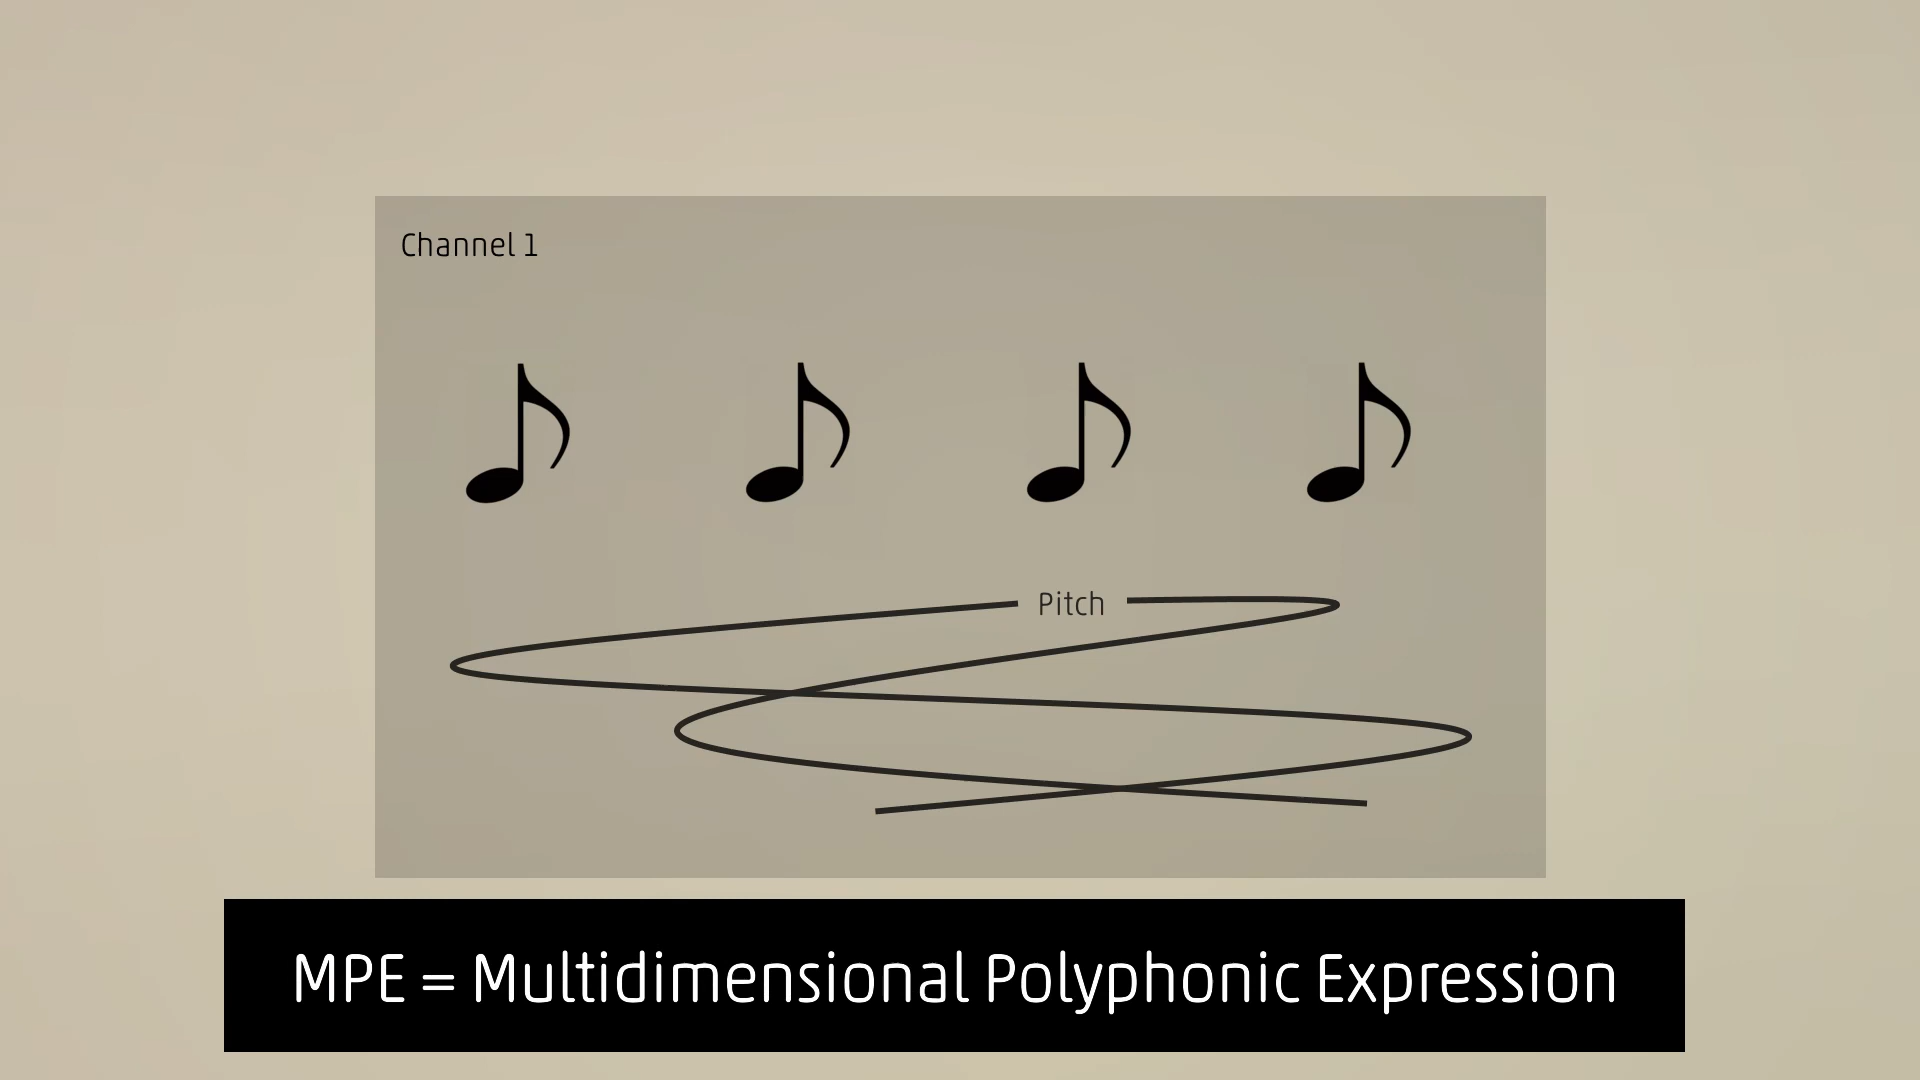 Channel 1
Pitch
MPE = Multidimensional Polyphonic Expression